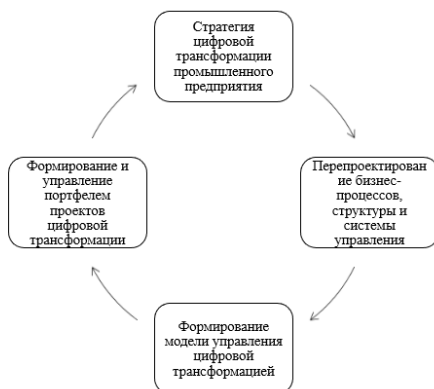 Стратегия
цифровой
трансформации
промышленного
предприятия
Перепроектирован
ие бизнес-
процессов,
структуры и
системы
управления
Формирование
модели управления
цифровой
трансформацией
Формирование и
управление
портфелем
проектов
цифровой
трансформации